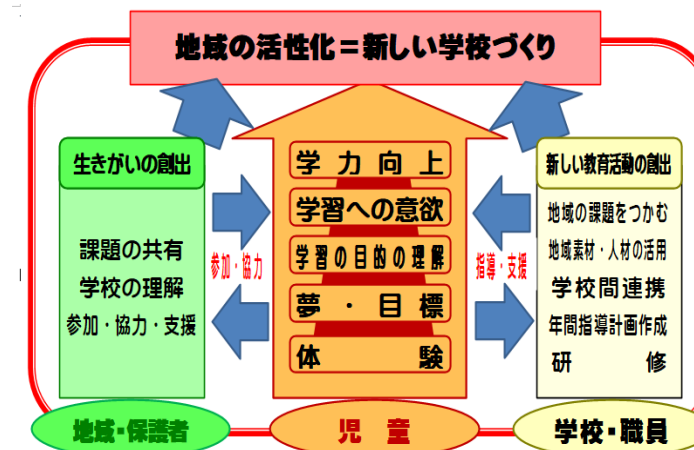 地域の活性化＝新しい学校づくり
生きがいの創出
課題の共有
学校の理解
参加・協力・支援
地域・保護者
参加・協力
学力向上
学習への意欲
学習の目的の理解
夢・目標
体験
児童
指導・支援
新しい教育活動の創出
地域の課題をつかむ
地域素材・人材の活用
学校間連携
年間指導計画作成
研修
学校・職員